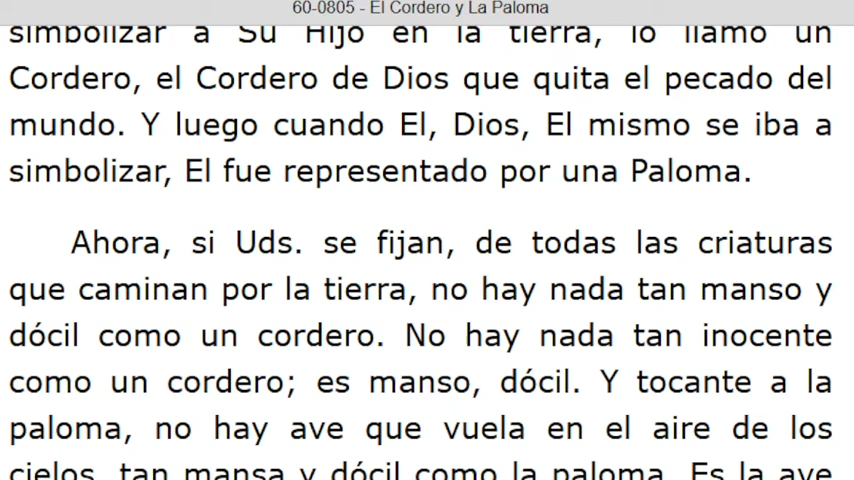 60-0805 - El Cordero y La Paloma
simbolizar a Su Hijo en la tierra, lo llamó un
Cordero, el Cordero de Dios que quita el pecado del
mundo. Y luego cuando El, Dios, El mismo se iba a
simbolizar, El fue representado por una Paloma.
Ahora, si Uds. se fijan, de todas las criaturas
que caminan por la tierra, no hay nada tan manso y
dócil como un cordero. No hay nada tan inocente
como un cordero; es manso, dócil. Y tocante a la
paloma, no hay ave que vuela en el aire de los
cielos, tan mansa y dócil como la paloma. Es la ave